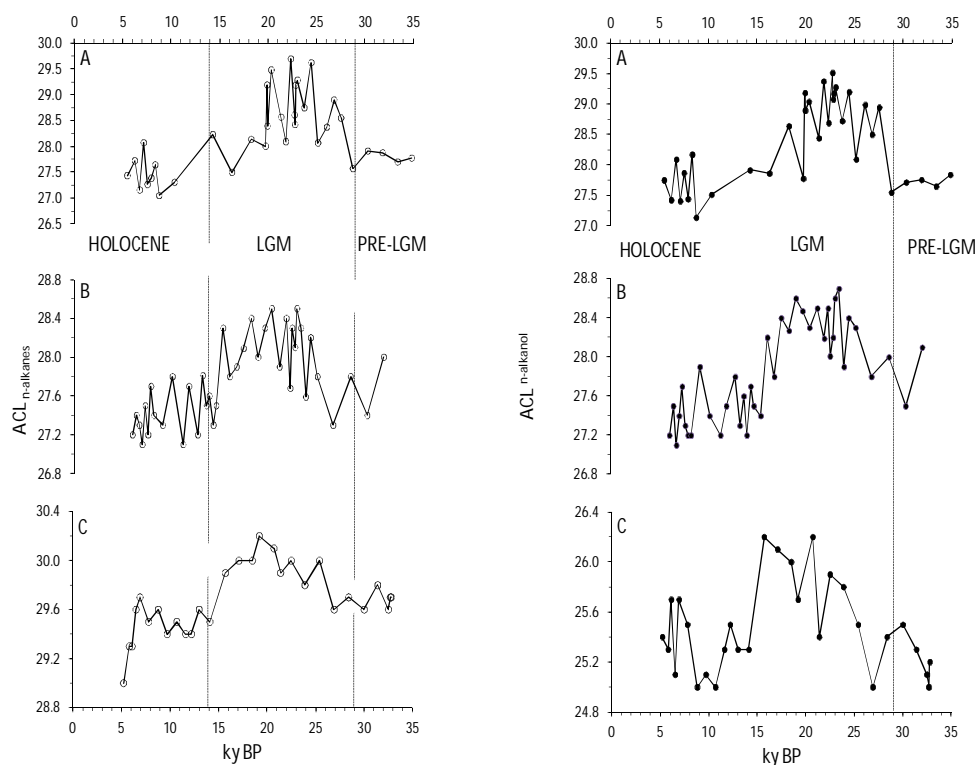 0 5 10 15 20 25 30 35
30.0
29.5
29.0
28.5
28.0
27.5
27.0
26.5
A
HOLOCENE LGM PRE-LGM
28.8
28.4
28.0
27.6
27.2
26.8
B
ACL n-alkanes
30.4
30.0
29.6
29.2
28.8
C
0 5 10 15 20 25 30 35
ky BP
0 5 10 15 20 25 30 35
30.0
29.5
29.0
28.5
28.0
27.5
27.0
A
HOLOCENE LGM PRE-LGM
28.8
28.4
28.0
27.6
27.2
26.8
B
ACL n-alkanol
26.4
26.0
25.6
25.2
24.8
C
0 5 10 15 20 25 30 35
ky BP